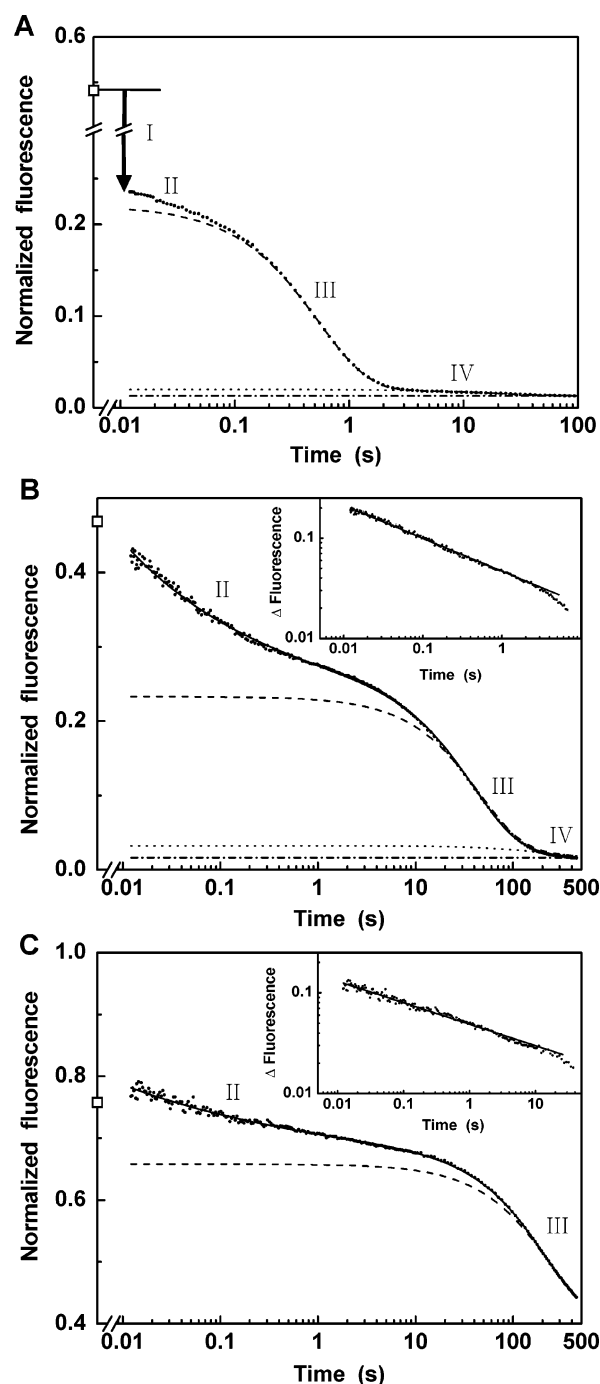 A
0.6
I
II
0.2
III
0.1
IV
0.0
0.01 0.1 1 10 100
Time (s)
Normalized fluorescence
B
0.4
II
0.2
III
IV
0.0
0.01 0.1 1 10 100 500
Time (s)
Normalized fluorescence
0.1
0.01
0.01 0.1 1
Time (s)
Δ Fluorescence
C
1.0
0.8
II
0.6
III
0.4
0.01 0.1 1 10 100 500
Time (s)
Normalized fluorescence
0.1
0.01
0.01 0.1 1 10
Time (s)
Δ Fluorescence